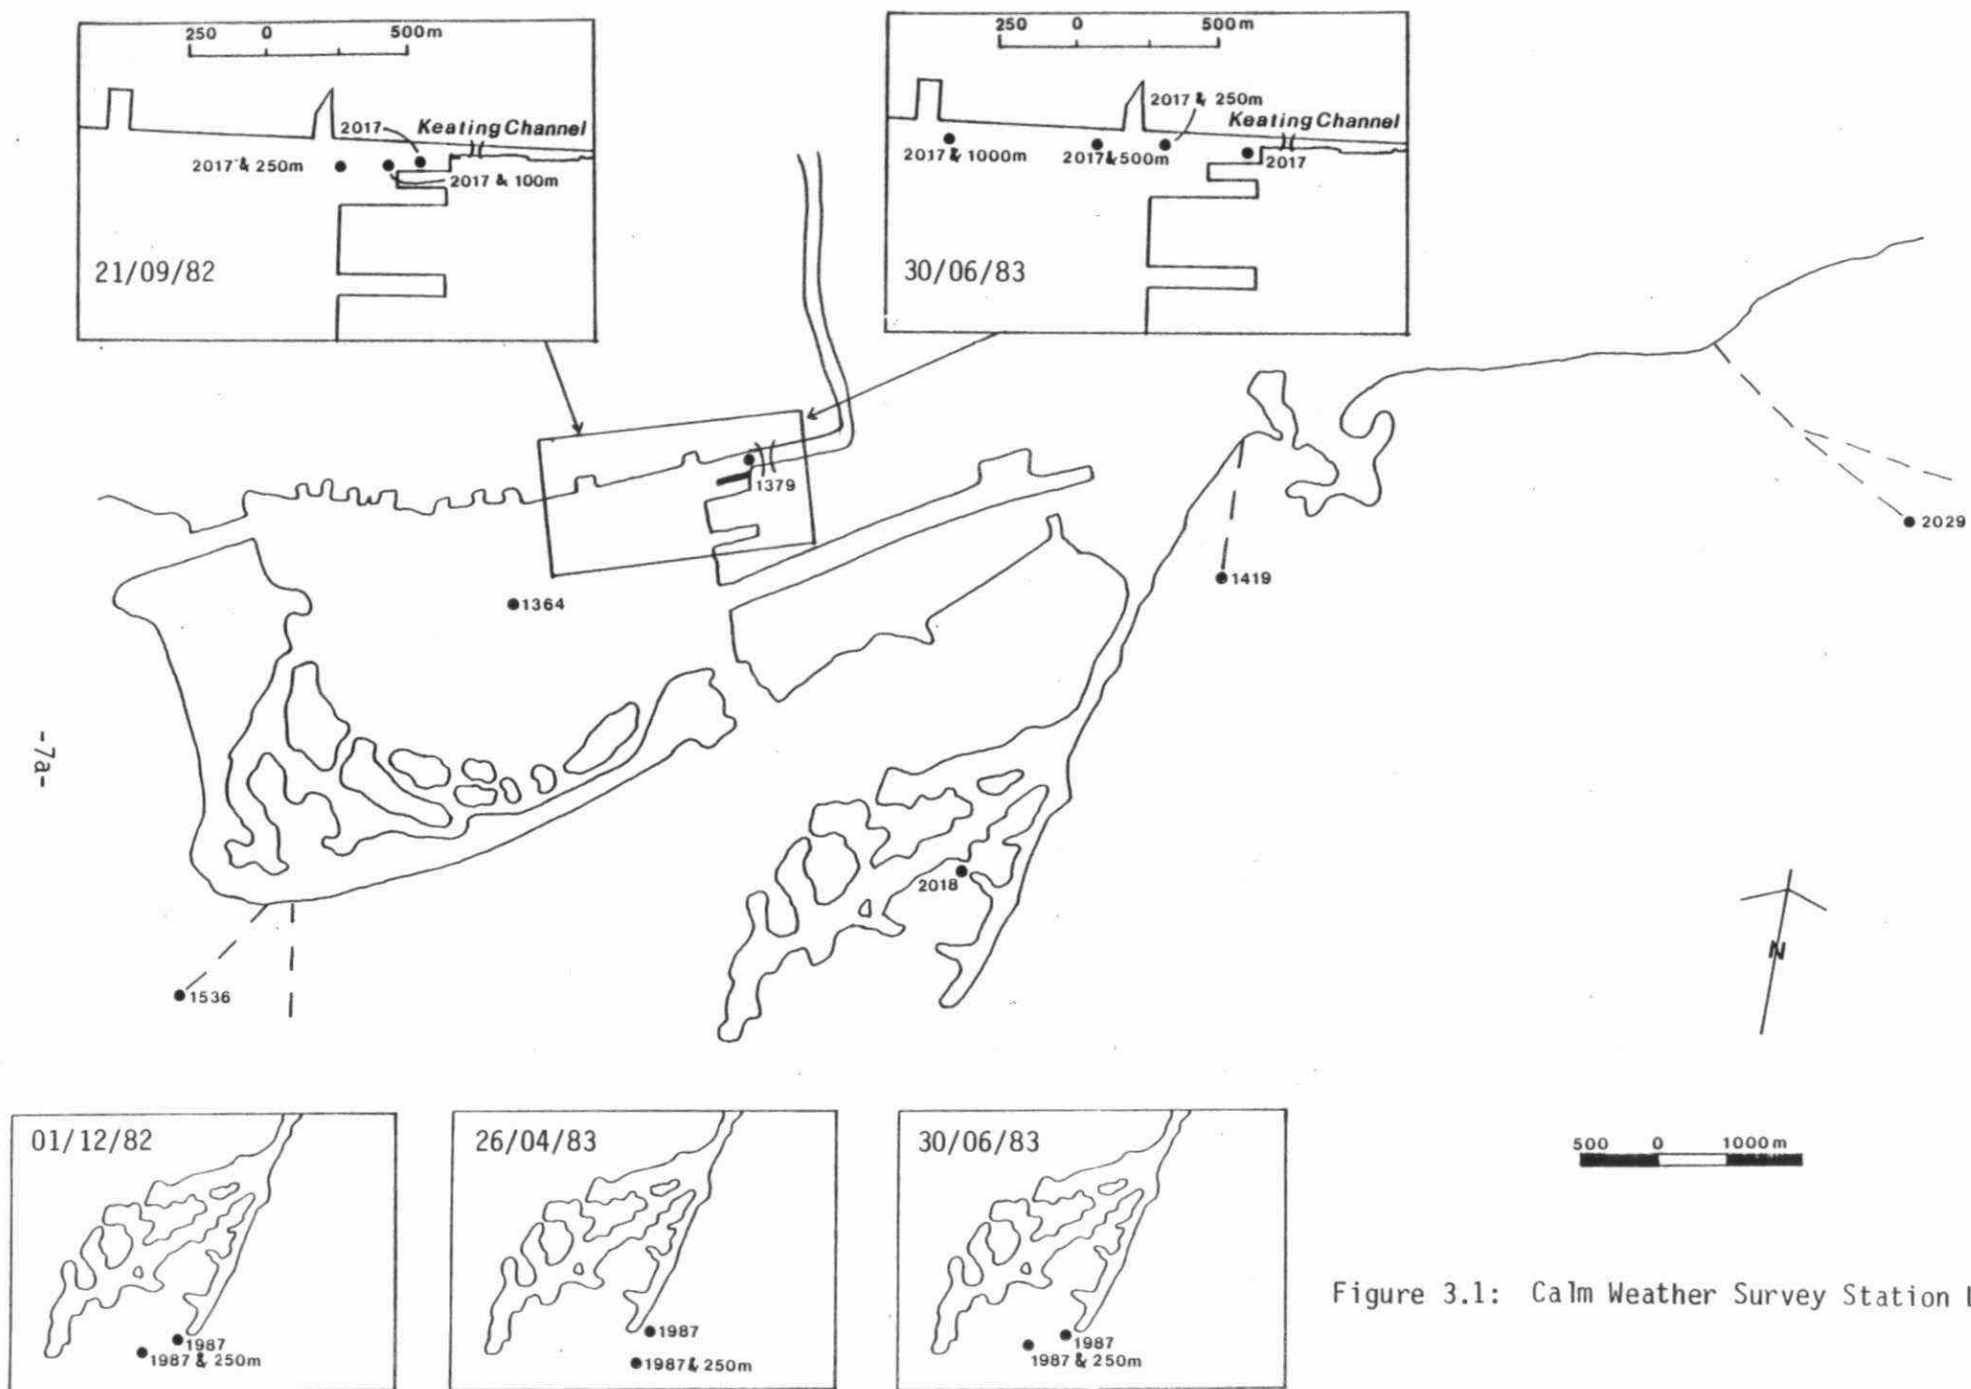 250 0 500m
2017
Keating Channel
2017 & 250m
2017 & 100m
21/09/82
250 0 500m
2017 & 250m
Keating Channel
2017 & 1000m
2017 & 500m
2017
30/06/83
1379
2029
1419
1364
-7a-
2018
N
1536
01/12/82
1987
1987 & 250m
26/04/83
1987
1987 & 250m
30/06/83
1987
1987 & 250m
500 0 1000m
Figure 3.1: Calm Weather Survey Station